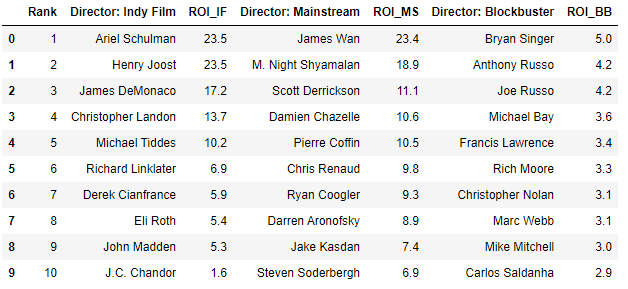 Rank Director: Indy Film ROI_IF Director: Mainstream ROI_MS Director: Blockbuster ROI_BB
0 1 Ariel Schulman 23.5 James Wan 23.4 Bryan Singer 5.0
1 2 Henry Joost 23.5 M. Night Shyamalan 18.9 Anthony Russo 4.2
2 3 James DeMonaco 17.2 Scott Derrickson 11.1 Joe Russo 4.2
3 4 Christopher Landon 13.7 Damien Chazelle 10.6 Michael Bay 3.6
4 5 Michael Tiddes 10.2 Pierre Coffin 10.5 Francis Lawrence 3.4
5 6 Richard Linklater 6.9 Chris Renaud 9.8 Rich Moore 3.3
6 7 Derek Cianfrance 5.9 Ryan Coogler 9.3 Christopher Nolan 3.1
7 8 Eli Roth 5.4 Darren Aronofsky 8.9 Marc Webb 3.1
8 9 John Madden 5.3 Jake Kasdan 7.4 Mike Mitchell 3.0
9 10 J.C. Chandor 1.6 Steven Soderbergh 6.9 Carlos Saldanha 2.9